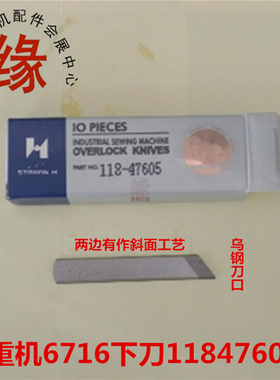 机配件会展中心
缘
10 PIECES
INDUSTRIAL SEWING MACHINE
OVERLOCK KNIVES
PART NO. 118-47605
STRONG H
两边有作斜面工艺
乌钢刀口
重机6716下刀1184760